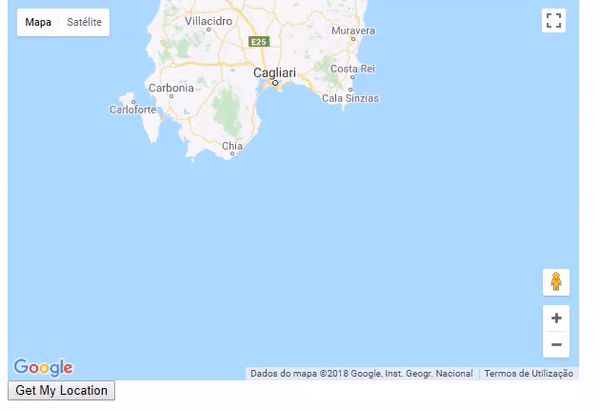 Mapa Satélite
Villacidro
Muravera
E25
Costa Rei
Cagliari
Carbonia
Cala Sinzias
Carloforte
Chia
Google
Dados do mapa ©2018 Google, Inst. Geogr. Nacional Termos de Utilização
Get My Location